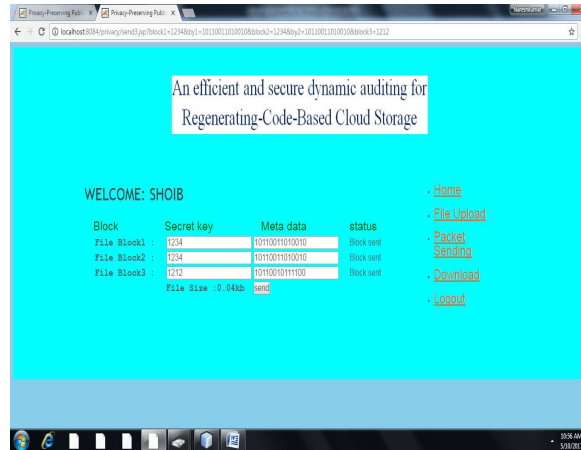 Privacy-Preserving Publi × Privacy-Preserving Publi ×
Nareshkumar
localhost:8084/privacy/send3.jsp?block1=1234&by1=10110011010010&block2=1234&by2=10110011010010&block3=1212
An efficient and secure dynamic auditing for
Regenerating-Code-Based Cloud Storage
WELCOME: SHOIB
Block Secret key Meta data status
File Block1 : 1234 10110011010010 Block sent
File Block2 : 1234 10110011010010 Block sent
File Block3 : 1212 10110010111100 Block sent
File Size :0.04kb send
Home
File Upload
Packet
Sending
Download
Logout
10:56 AM